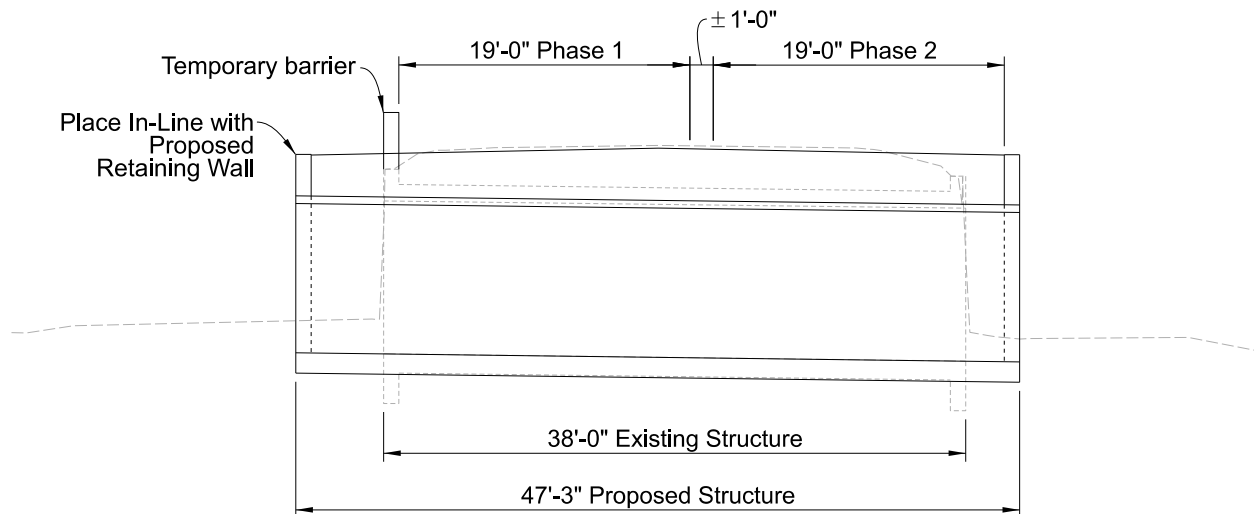 ±1'-0"
19'-0" Phase 1
19'-0" Phase 2
Temporary barrier
Place In-Line with
Proposed
Retaining Wall
38'-0" Existing Structure
47'-3" Proposed Structure